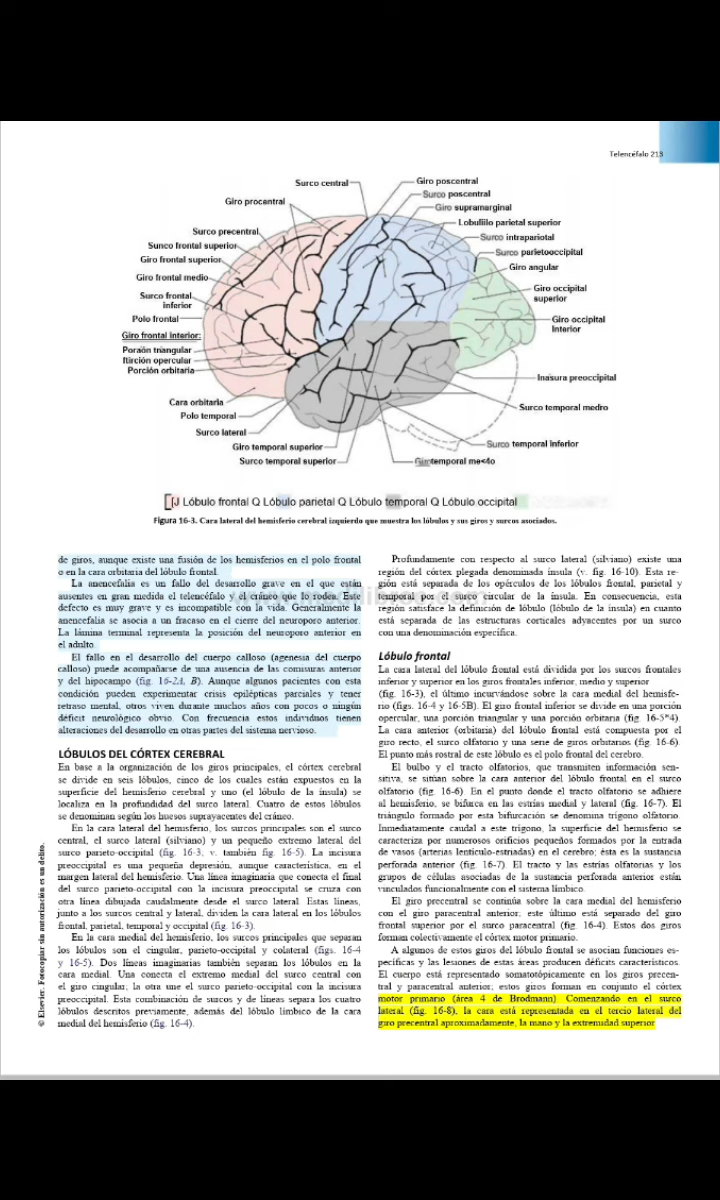 Telencéfalo 213
Surco central
Giro poscentral
Surco poscentral
Giro procantral
Giro supramarginal
Lobuliilo parietal superior
Surco precentral
Surco intrapariotal
Sunco frontal superior
Surco parietooccipital
Giro frontal superior
Giro angular
Giro frontal medio
Giro occipital
superior
Surco frontal
inferior
Polo frontal
Giro occipital
Interior
Giro frontal interior:
Poraïón triangular
Itirción opercular
Porción orbitaria
Inasura preoccipital
Cara orbitaria
Surco temporal medro
Polo temporal
Surco lateral
Surco temporal inferior
Giro temporal superior
Surco temporal superior
Girotemporal me<4o
[J Lóbulo frontal Q Lóbulo parietal Q Lóbulo temporal Q Lóbulo occipital
Figura 16-3. Cara lateral del hemisferio cerebral izquierdo que muestra los lóbulos y sus giros y surcos asociados.
de giros, aunque existe una fusión de los hemisferios en el polo frontal
o en la cara orbitaria del lóbulo frontal.
La anencefalia es un fallo del desarrollo grave en el que están
ausentes en gran medida el telencéfalo y el cráneo que lo rodea. Este
defecto es muy grave y es incompatible con la vida. Generalmente la
anencefalia se asocia a un fracaso en el cierre del neuroporo anterior.
La lámina terminal representa la posición del neuroporo anterior en
el adulto.
El fallo en el desarrollo del cuerpo calloso (agenesia del cuerpo
calloso) puede acompañarse de una ausencia de las comisuras anterior
y del hipocampo (fig. 16-2A, B). Aunque algunos pacientes con esta
condición pueden experimentar crisis epilépticas parciales y tener
retraso mental, otros viven durante muchos años con pocos o ningún
déficit neurológico obvio. Con frecuencia estos individuos tienen
alteraciones del desarrollo en otras partes del sistema nervioso.
LÓBULOS DEL CÓRTEX CEREBRAL
En base a la organización de los giros principales, el córtex cerebral
se divide en seis lóbulos, cinco de los cuales están expuestos en la
superficie del hemisferio cerebral y uno (el lóbulo de la ínsula) se
localiza en la profundidad del surco lateral. Cuatro de estos lóbulos
se denominan según los huesos suprayacentes del cráneo.
En la cara lateral del hemisferio, los surcos principales son el surco
central, el surco lateral (silviano) y un pequeño extremo lateral del
surco parieto-occipital (fig. 16-3, v. también fig. 16-5). La incisura
preoccipital es una pequeña depresión, aunque característica, en el
margen lateral del hemisferio. Una línea imaginaria que conecta el final
del surco parieto-occipital con la incisura preoccipital se cruza con
otra línea dibujada caudalmente desde el surco lateral. Estas líneas,
junto a los surcos central y lateral, dividen la cara lateral en los lóbulos
frontal, parietal, temporal y occipital (fig. 16-3).
En la cara medial del hemisferio, los surcos principales que separan
los lóbulos son el cingular, parieto-occipital y colateral (figs. 16-4
y 16-5). Dos líneas imaginarias también separan los lóbulos en la
cara medial. Una conecta el extremo medial del surco central con
el giro cingular; la otra une el surco parieto-occipital con la incisura
preoccipital. Esta combinación de surcos y de líneas separa los cuatro
lóbulos descritos previamente, además del lóbulo límbico de la cara
medial del hemisferio (fig. 16-4).
© Elsevier. Fotocopiar sin autorización es un delito.
Profundamente con respecto al surco lateral (silviano) existe una
región del córtex plegada denominada ínsula (v. fig. 16-10). Esta re-
gión está separada de los opérculos de los lóbulos frontal, parietal y
temporal por el surco circular de la ínsula. En consecuencia, esta
región satisface la definición de lóbulo (lóbulo de la ínsula) en cuanto
está separada de las estructuras corticales adyacentes por un surco
con una denominación específica.
Lóbulo frontal
La cara lateral del lóbulo frontal está dividida por los surcos frontales
inferior y superior en los giros frontales inferior, medio y superior
(fig. 16-3), el último incurvándose sobre la cara medial del hemisfe-
rio (figs. 16-4 y 16-5B). El giro frontal inferior se divide en una porción
opercular, una porción triangular y una porción orbitaria (fig. 16-5"4).
La cara anterior (orbitaria) del lóbulo frontal está compuesta por el
giro recto, el surco olfatorio y una serie de giros orbitarios (fig. 16-6).
El punto más rostral de este lóbulo es el polo frontal del cerebro.
El bulbo y el tracto olfatorios, que transmiten información sen-
sitiva, se sitúan sobre la cara anterior del lóbulo frontal en el surco
olfatorio (fig. 16-6). En el punto donde el tracto olfatorio se adhiere
al hemisferio, se bifurca en las estrías medial y lateral (fig. 16-7). El
triángulo formado por esta bifurcación se denomina trígono olfatorio.
Inmediatamente caudal a este trígono, la superficie del hemisferio se
caracteriza por numerosos orificios pequeños formados por la entrada
de vasos (arterias lentículo-estriadas) en el cerebro; ésta es la sustancia
perforada anterior (fig. 16-7). El tracto y las estrías olfatorias y los
grupos de células asociadas de la sustancia perforada anterior están
vinculados funcionalmente con el sistema límbico.
El giro precentral se continúa sobre la cara medial del hemisferio
con el giro paracentral anterior; este último está separado del giro
frontal superior por el surco paracentral (fig. 16-4). Estos dos giros
forman colectivamente el córtex motor primario.
A algunos de estos giros del lóbulo frontal se asocian funciones es-
pecíficas y las lesiones de estas áreas producen déficits característicos.
El cuerpo está representado somatotópicamente en los giros precen-
tral y paracentral anterior; estos giros forman en conjunto el córtex
motor primario (área 4 de Brodmann). Comenzando en el surco
lateral (fig. 16-8), la cara está representada en el tercio lateral del
giro precentral aproximadamente, la mano y la extremidad superior